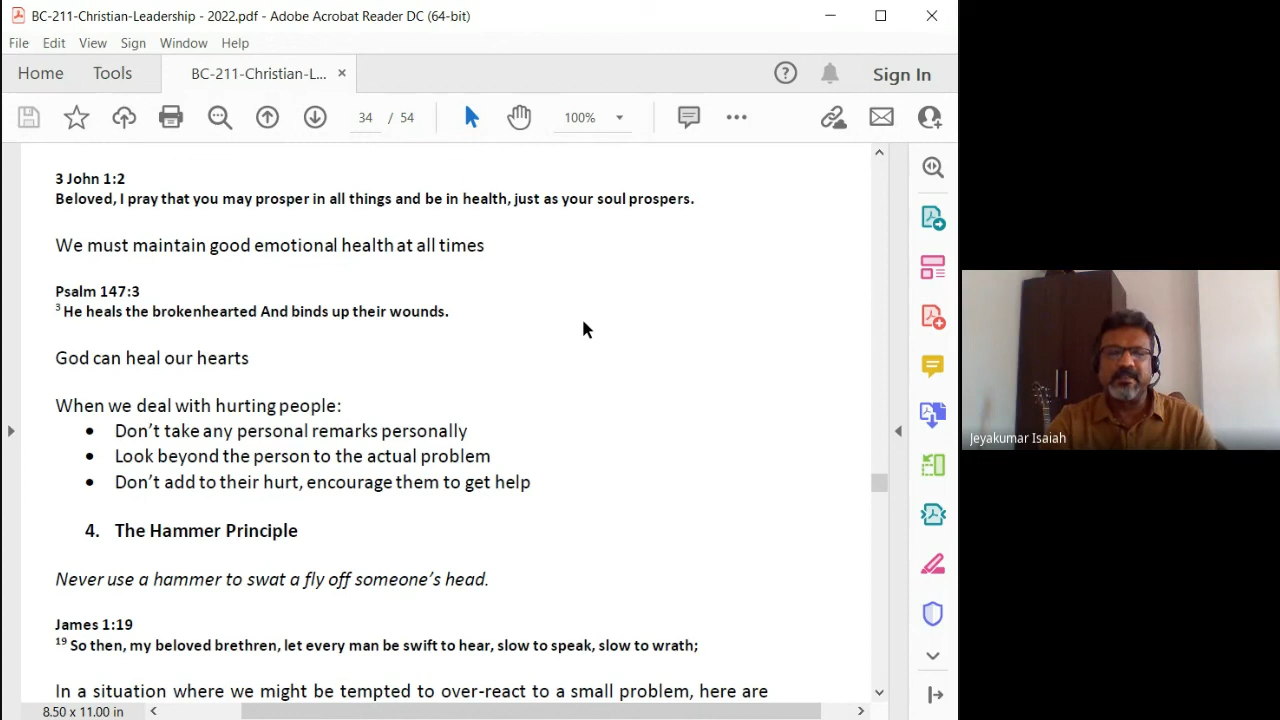 BC-211-Christian-Leadership - 2022.pdf - Adobe Acrobat Reader DC (64-bit)
File Edit View Sign Window Help
Home Tools BC-211-Christian-L... Sign In
34 / 54 100%
3 John 1:2
Beloved, I pray that you may prosper in all things and be in health, just as your soul prospers.
We must maintain good emotional health at all times
Psalm 147:3
3 He heals the brokenhearted And binds up their wounds.
God can heal our hearts
When we deal with hurting people:
• Don’t take any personal remarks personally
• Look beyond the person to the actual problem
• Don’t add to their hurt, encourage them to get help
4. The Hammer Principle
Never use a hammer to swat a fly off someone’s head.
James 1:19
19 So then, my beloved brethren, let every man be swift to hear, slow to speak, slow to wrath;
In a situation where we might be tempted to over-react to a small problem, here are
8.50 x 11.00 in
Jeyakumar Isaiah